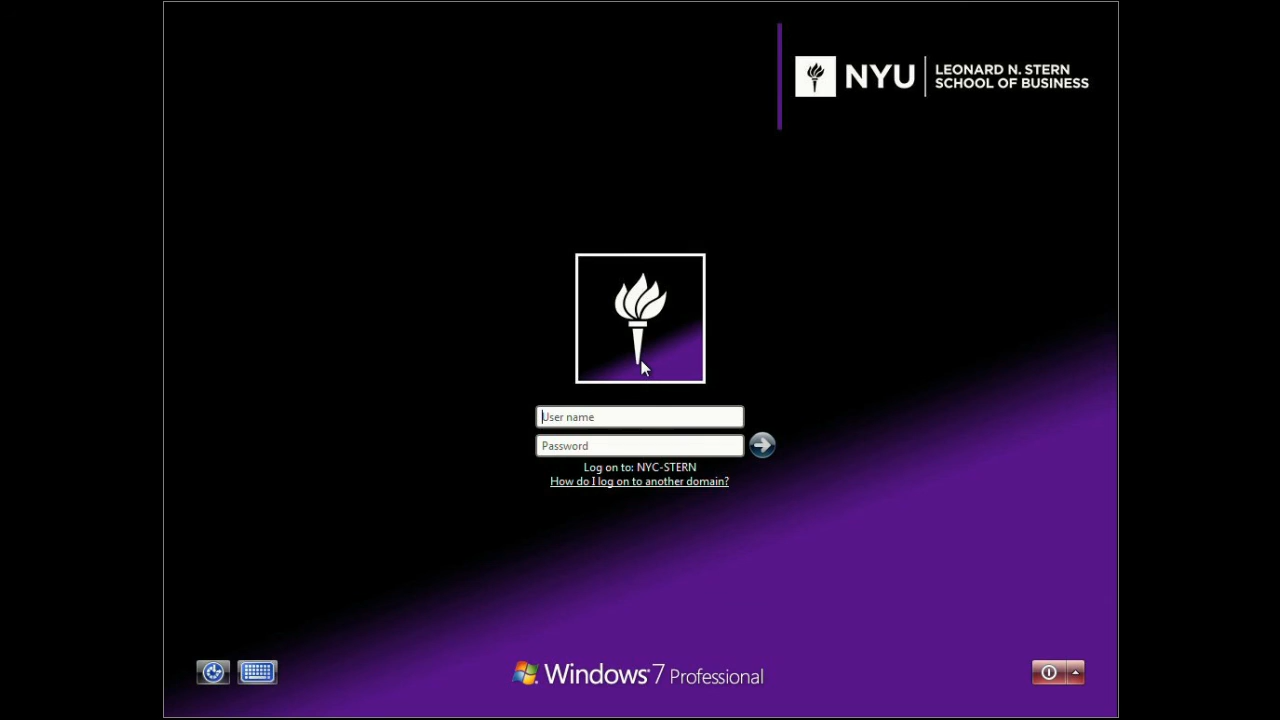 NYU
LEONARD N. STERN
SCHOOL OF BUSINESS
User name
Password
Log on to: NYC-STERN
How do I log on to another domain?
Windows 7 Professional